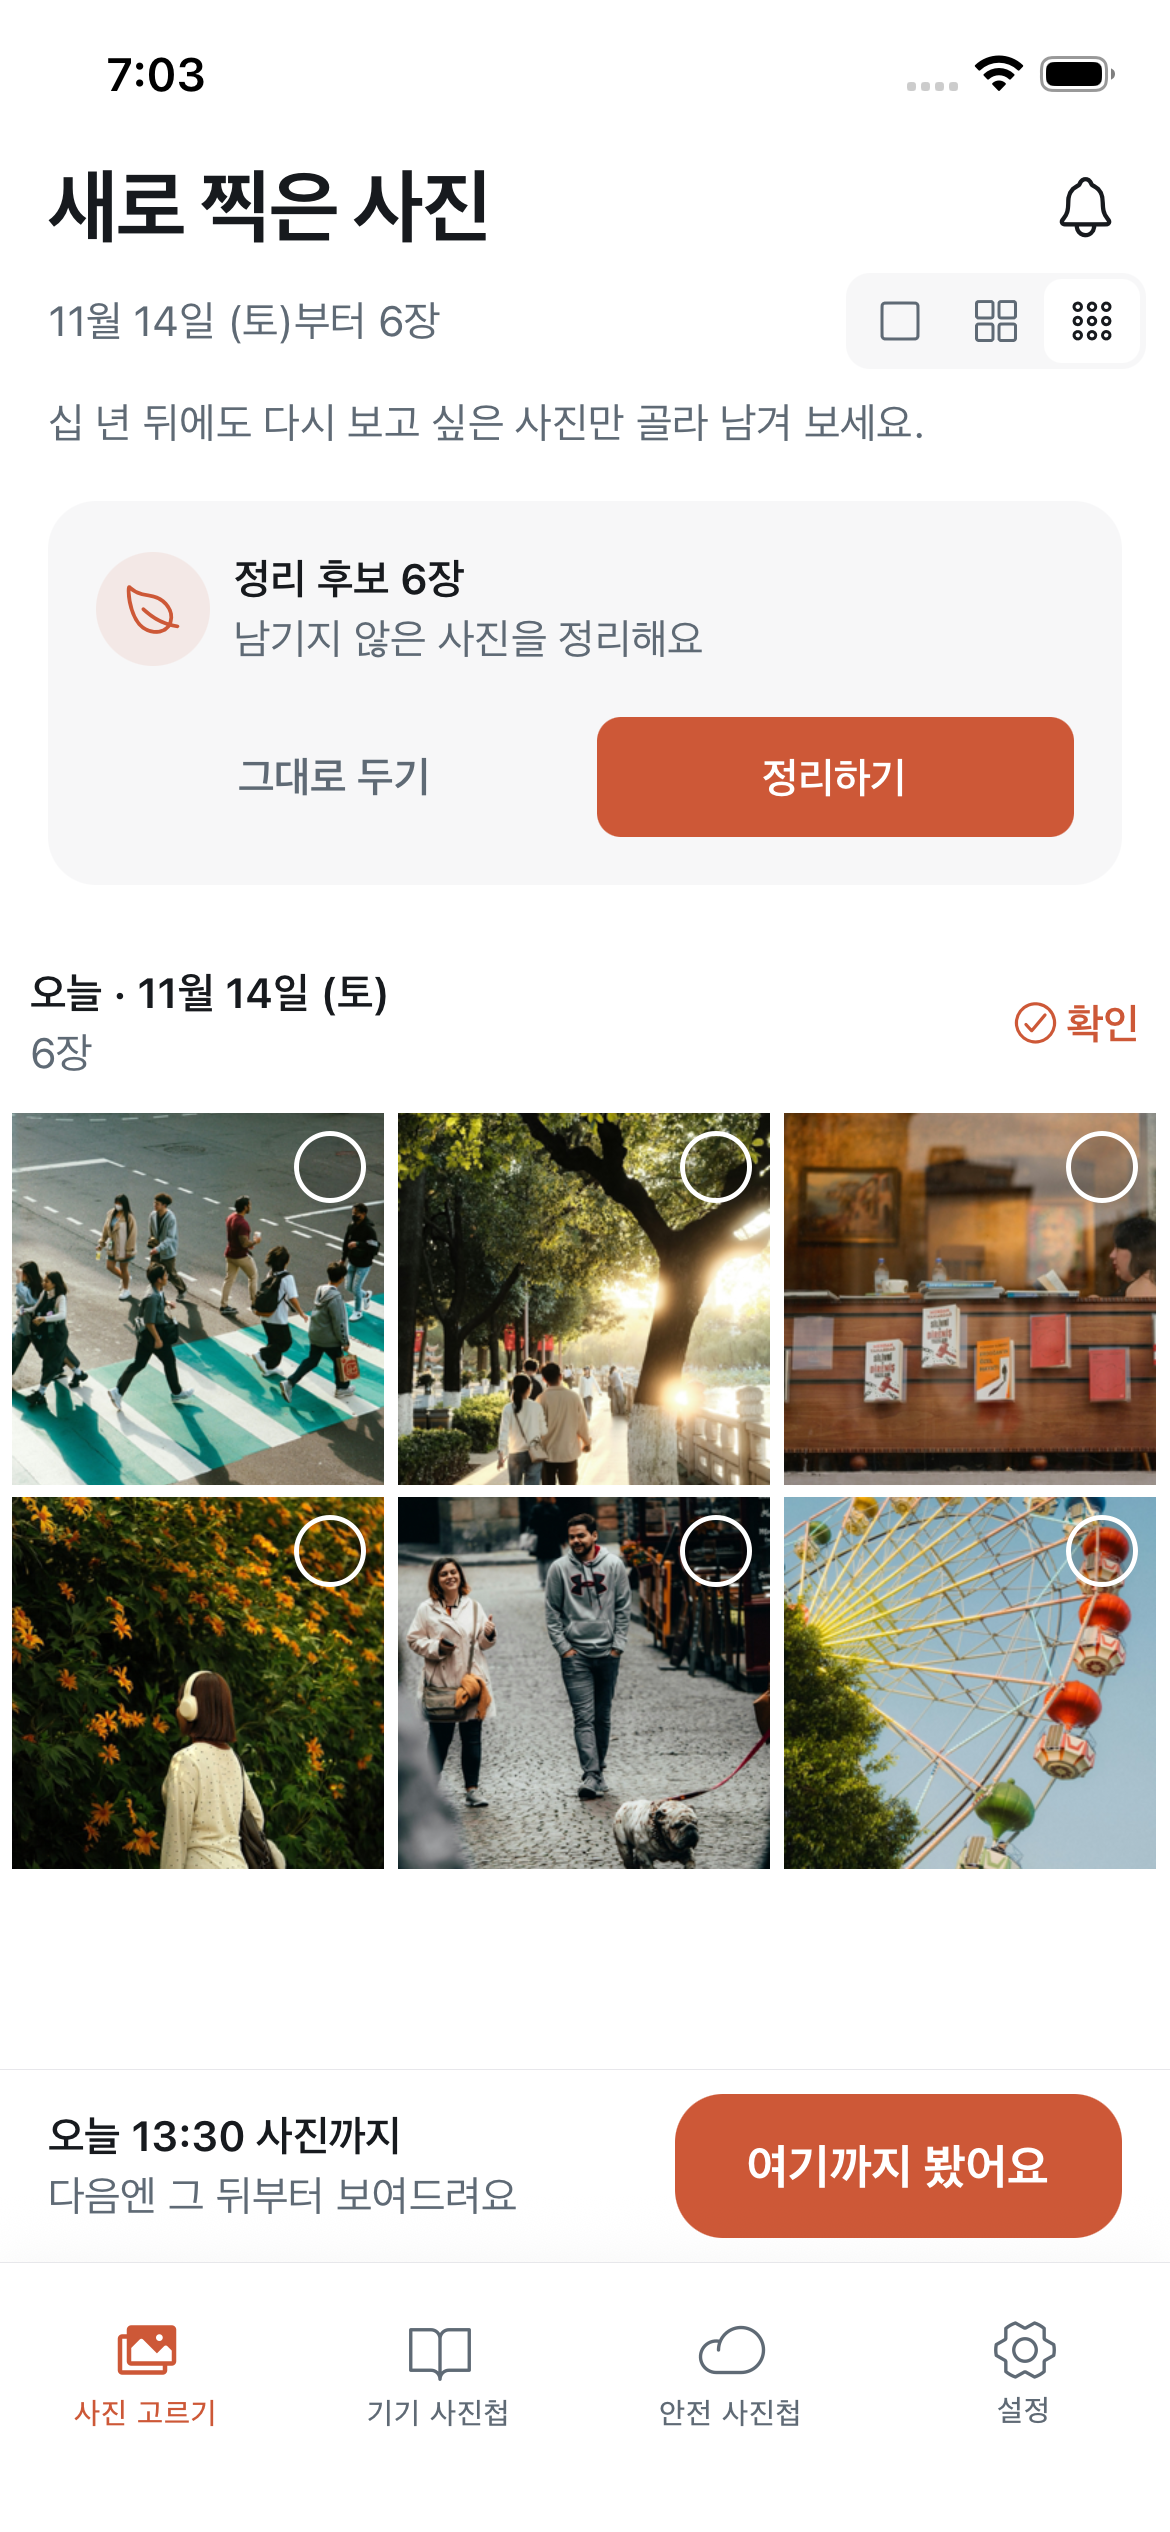 7:03
새로 찍은 사진
11월 14일 (토)부터 6장
십 년 뒤에도 다시 보고 싶은 사진만 골라 남겨 보세요.
정리 후보 6장
남기지 않은 사진을 정리해요
그대로 두기
정리하기
오늘 · 11월 14일 (토)
6장
확인
오늘 13:30 사진까지
다음엔 그 뒤부터 보여드려요
여기까지 봤어요
사진 고르기
기기 사진첩
안전 사진첩
설정